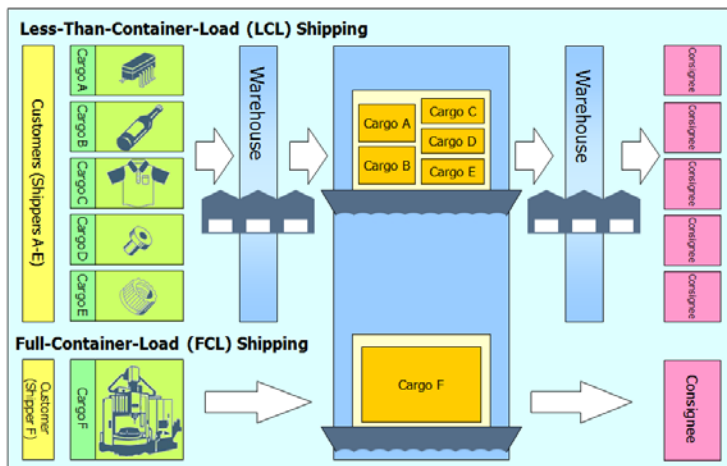 Less-Than-Container-Load (LCL) Shipping
Customers (Shippers A-E)
Cargo A
Cargo B
Cargo C
Cargo D
Cargo E
Warehouse
Cargo A
Cargo B
Cargo C
Cargo D
Cargo E
Warehouse
Consignee
Consignee
Consignee
Consignee
Consignee
Full-Container-Load (FCL) Shipping
Customer
(Shipper F)
Cargo F
Cargo F
Consignee